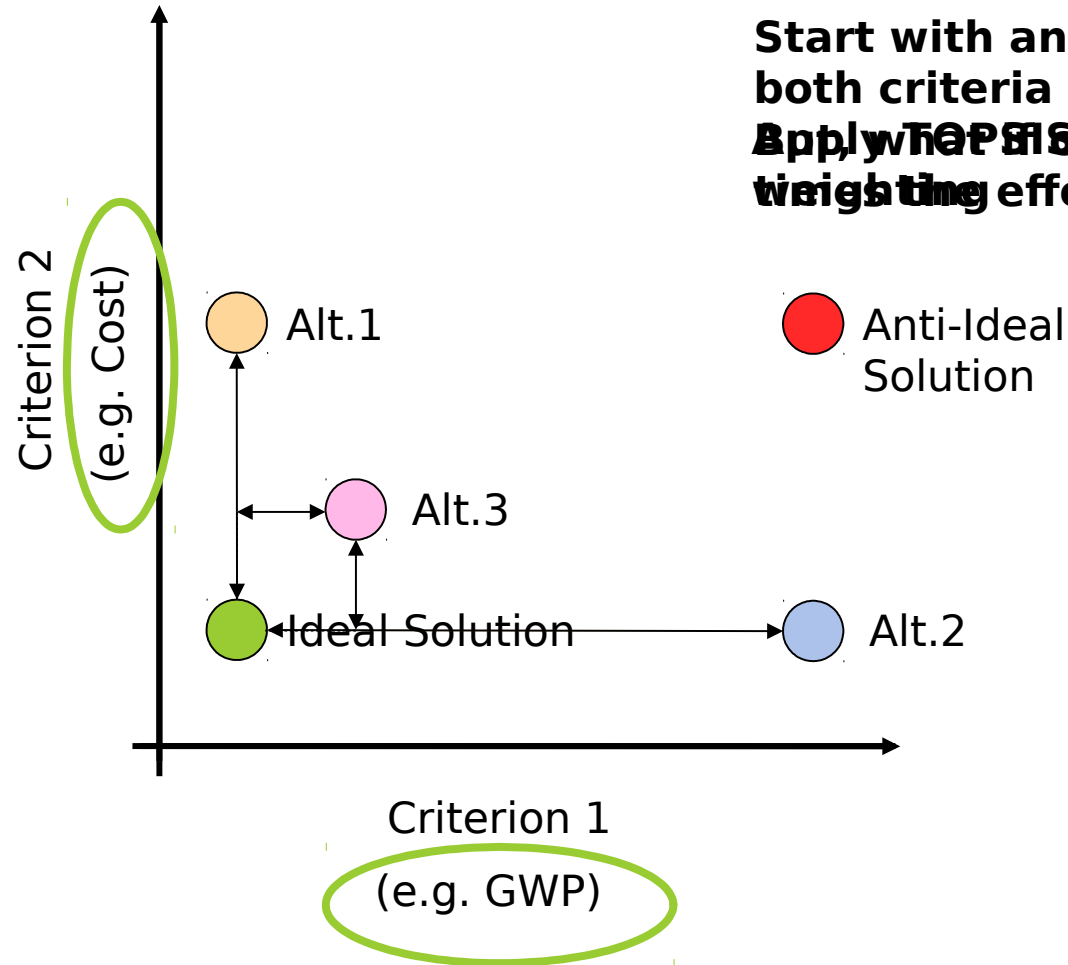 Start with an
both criteria
Criterion 2
(e.g. Cost)
Alt.1
Anti-Ideal
Solution
Alt.3
Ideal Solution
Alt.2
Criterion 1
(e.g. GWP)